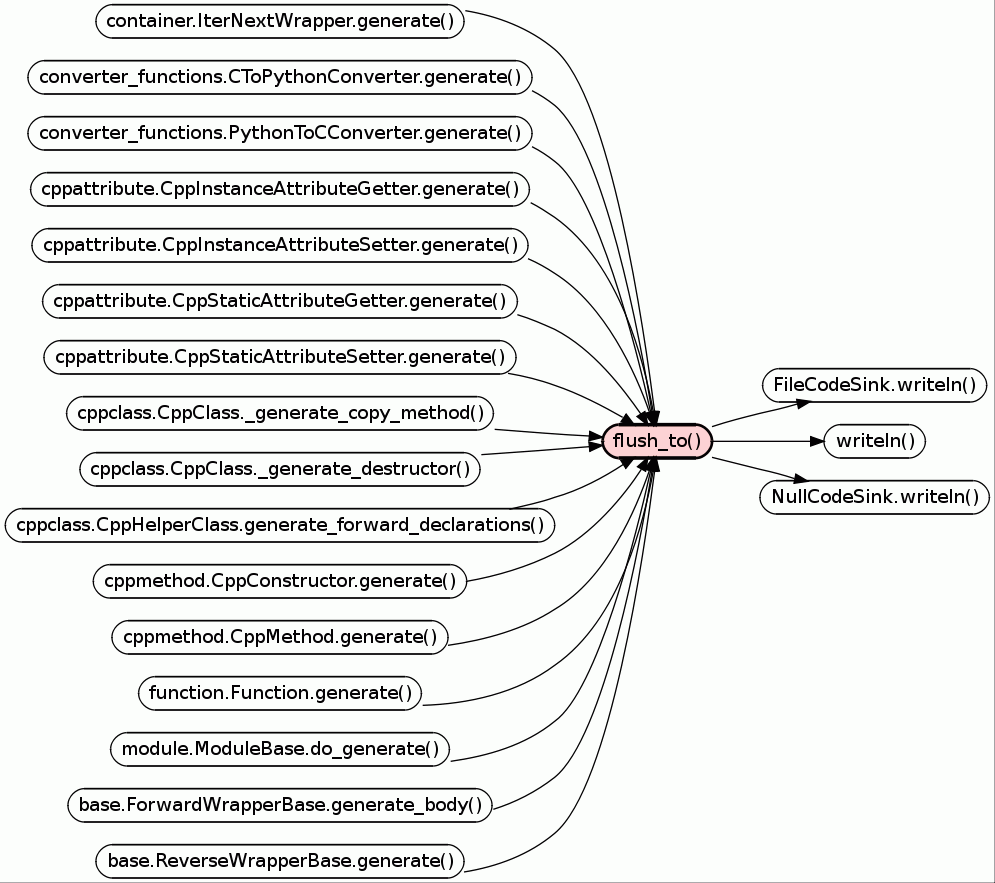 container.IterNextWrapper.generate()
converter_functions.CToPythonConverter.generate()
converter_functions.PythonToCConverter.generate()
cppattribute.CppInstanceAttributeGetter.generate()
cppattribute.CppInstanceAttributeSetter.generate()
cppattribute.CppStaticAttributeGetter.generate()
cppattribute.CppStaticAttributeSetter.generate()
cppclass.CppClass._generate_copy_method()
cppclass.CppClass._generate_destructor()
cppclass.CppHelperClass.generate_forward_declarations()
cppmethod.CppConstructor.generate()
cppmethod.CppMethod.generate()
function.Function.generate()
module.ModuleBase.do_generate()
base.ForwardWrapperBase.generate_body()
base.ReverseWrapperBase.generate()
flush_to()
FileCodeSink.writeln()
writeln()
NullCodeSink.writeln()